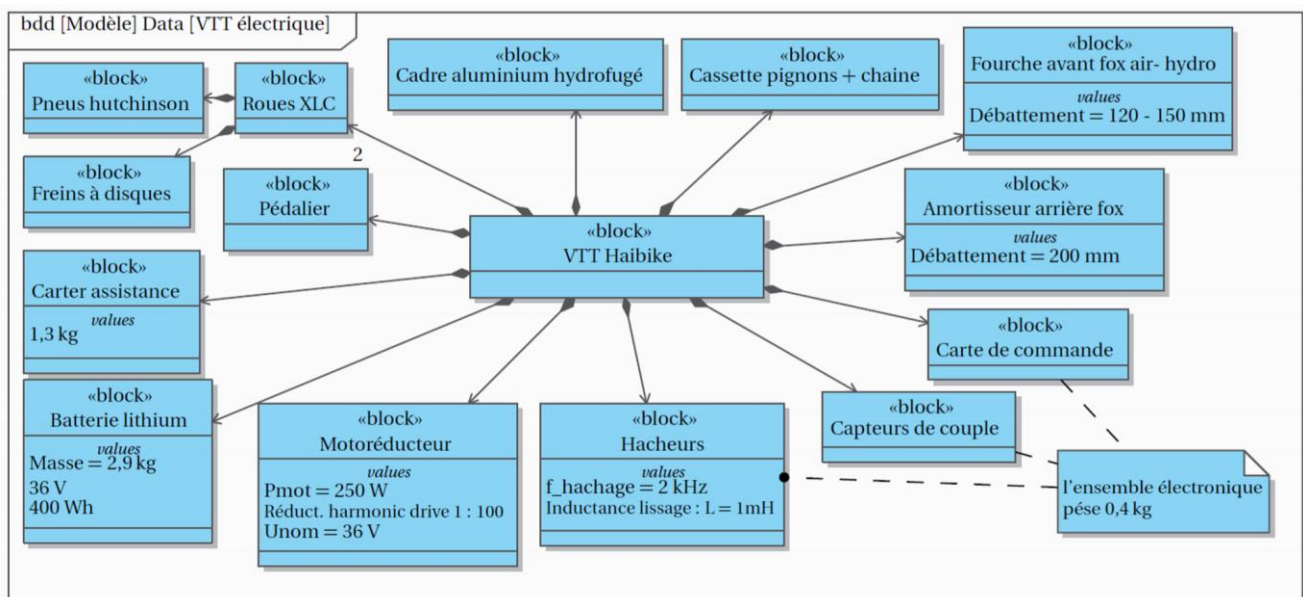 bdd [Modèle] Data [VTT électrique]
«block»
Pneus hutchinson
«block»
Roues XLC
«block»
Cadre aluminium hydrofugé
«block»
Cassette pignons + chaine
«block»
Fourche avant fox air- hydro
values
Débattement = 120 - 150 mm
2
«block»
Freins à disques
«block»
Pédalier
«block»
VTT Haibike
«block»
Amortisseur arrière fox
values
Débattement = 200 mm
«block»
Carter assistance
values
1,3 kg
«block»
Carte de commande
«block»
Batterie lithium
values
Masse = 2,9 kg
36 V
400 Wh
«block»
Motoréducteur
values
Pmot = 250 W
Réduct. harmonic drive 1 : 100
Unom = 36 V
«block»
Hacheurs
values
f_hachage = 2 kHz
Inductance lissage : L = 1mH
«block»
Capteurs de couple
l'ensemble électronique
pése 0,4 kg